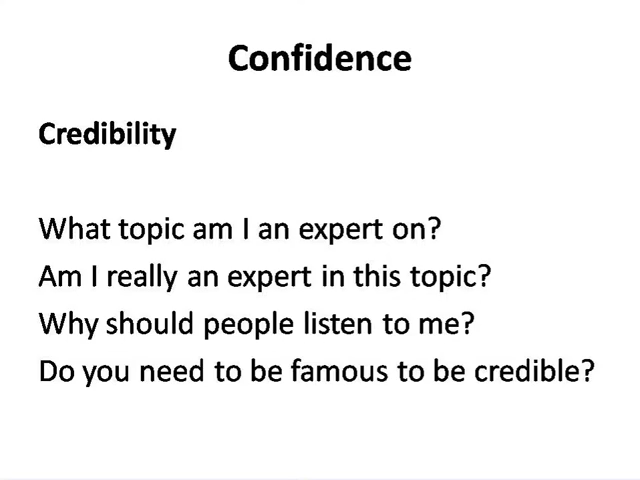 Confidence
Credibility
What topic am I an expert on?
Am I really an expert in this topic?
Why should people listen to me?
Do you need to be famous to be credible?